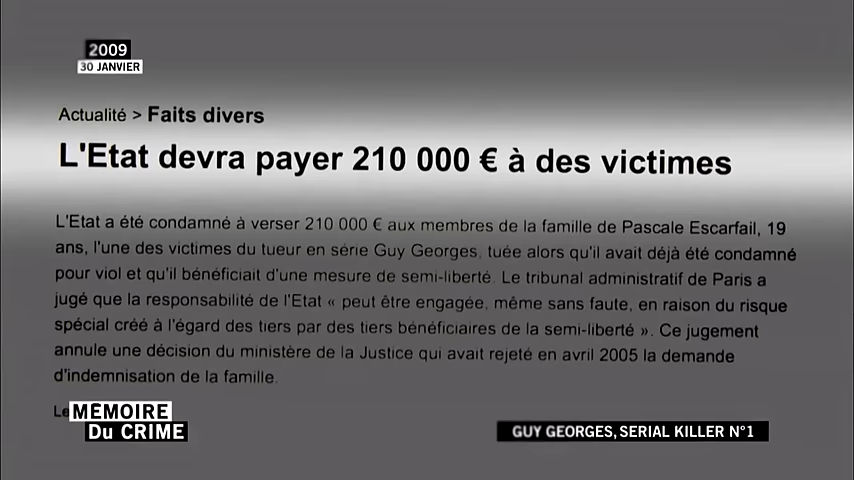 2009
30 JANVIER
Actualité > Faits divers
L'Etat devra payer 210 000 € à des victimes
L'Etat a été condamné à verser 210 000 € aux membres de la famille de Pascale Escarfail, 19
ans, l'une des victimes du tueur en série Guy Georges, tuée alors qu'il avait déjà été condamné
pour viol et qu'il bénéficiait d'une mesure de semi-liberté. Le tribunal administratif de Paris a
jugé que la responsabilité de l'Etat « peut être engagée, même sans faute, en raison du risque
spécial créé à l'égard des tiers par des tiers bénéficiaires de la semi-liberté ». Ce jugement
annule une décision du ministère de la Justice qui avait rejeté en avril 2005 la demande
d'indemnisation de la famille.
Le
MÉMOIRE
Du CRIME
GUY GEORGES, SERIAL KILLER N°1